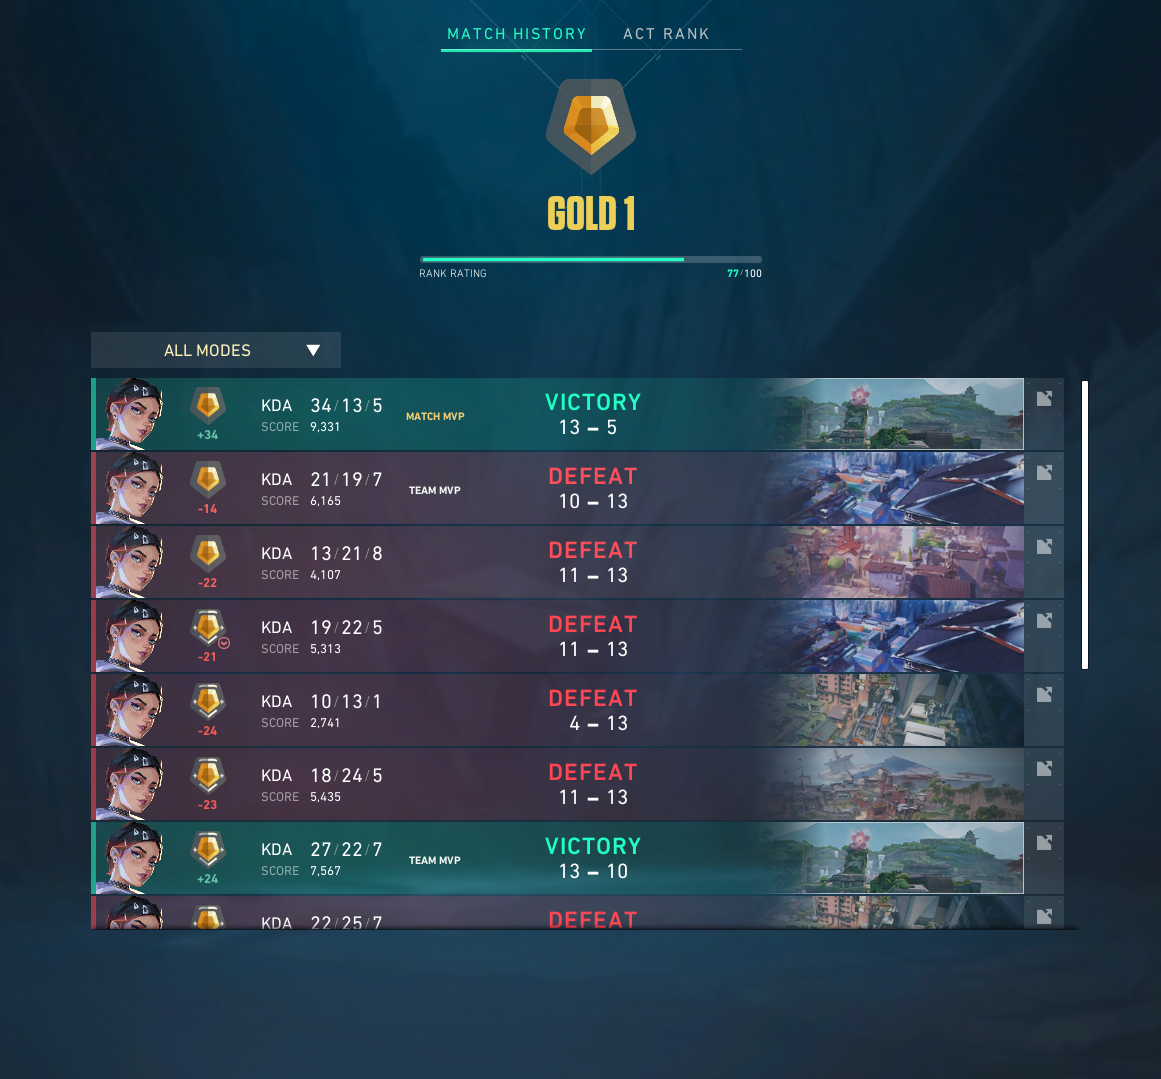 MATCH HISTORY ACT RANK
GOLD 1
RANK RATING 77/100
ALL MODES
KDA 34/13/5 VICTORY
+34 SCORE 9,331 MATCH MVP 13 – 5
KDA 21/19/7 DEFEAT
-14 SCORE 6,165 TEAM MVP 10 – 13
KDA 13/21/8 DEFEAT
-22 SCORE 4,107 11 – 13
KDA 19/22/5 DEFEAT
-21 SCORE 5,313 11 – 13
KDA 10/13/1 DEFEAT
-24 SCORE 2,741 4 – 13
KDA 18/24/5 DEFEAT
-23 SCORE 5,435 11 – 13
KDA 27/22/7 VICTORY
+24 SCORE 7,567 TEAM MVP 13 – 10
KDA 22/25/7 DEFEAT